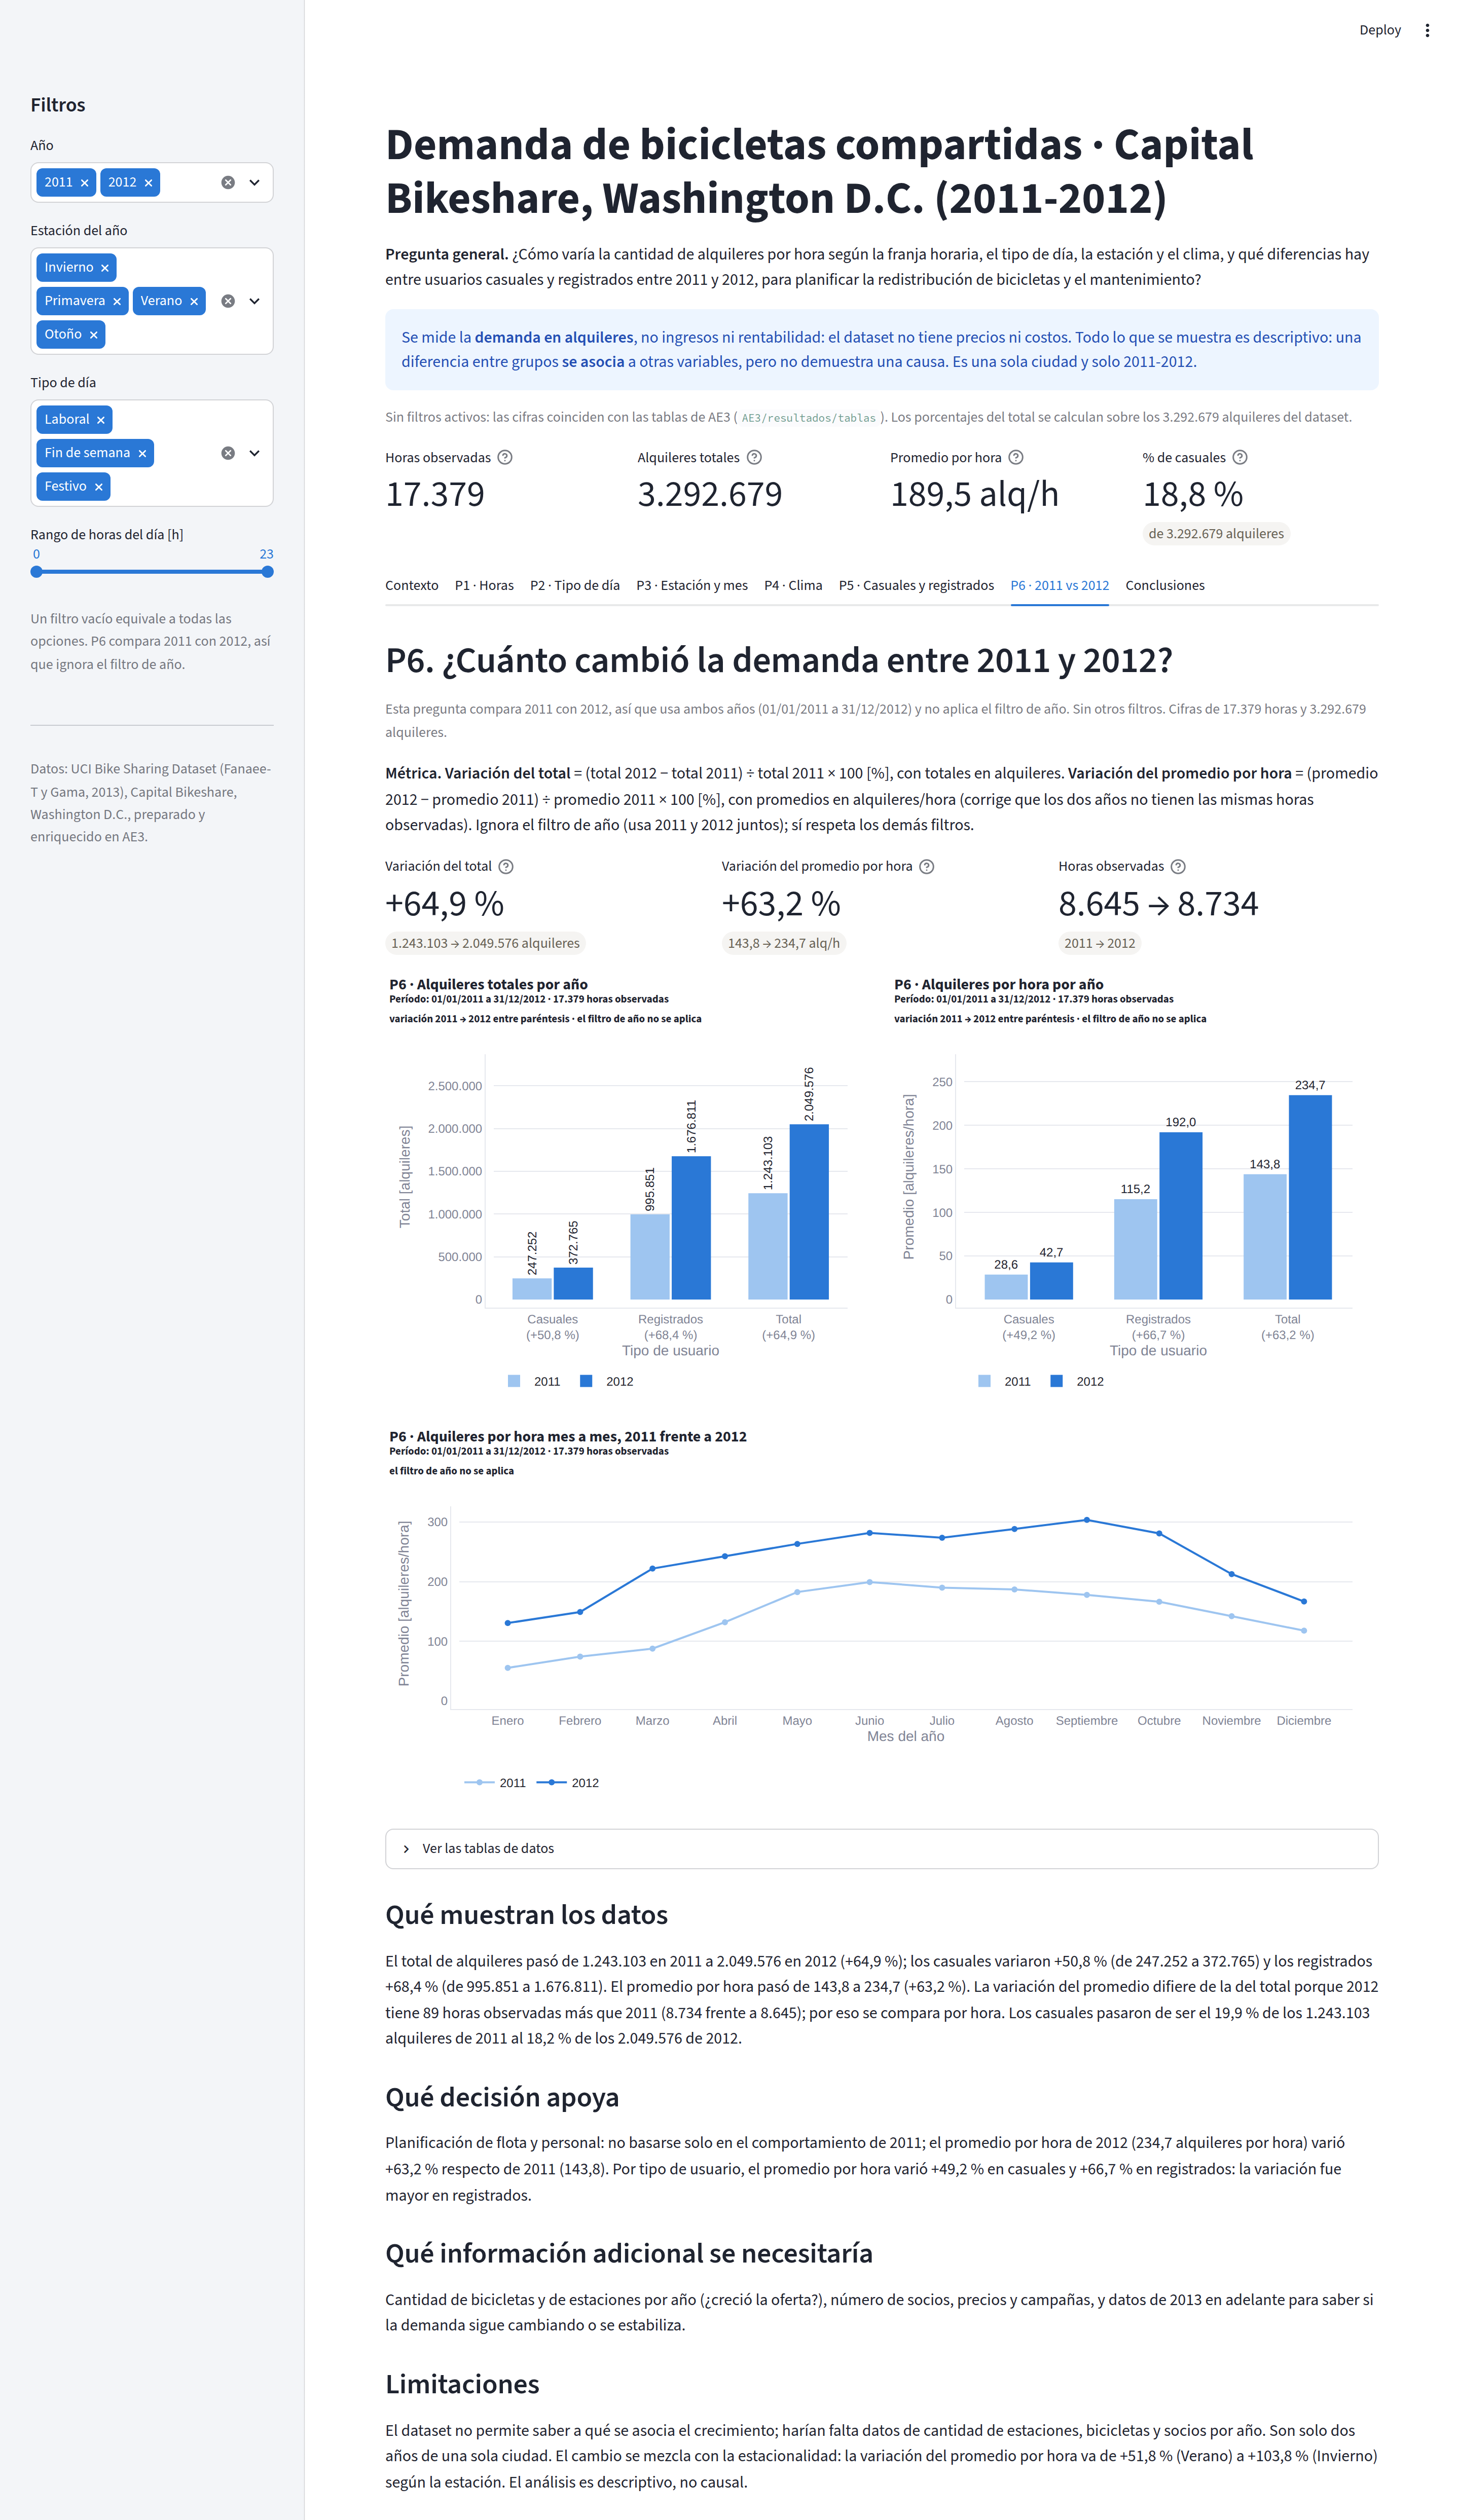 Deploy
Filtros
Año
2011 2012
Estación del año
Invierno
Primavera Verano
Otoño
Tipo de día
Laboral
Fin de semana
Festivo
Rango de horas del día [h]
0 23
Un filtro vacío equivale a todas las
opciones. P6 compara 2011 con 2012, así
que ignora el filtro de año.
Datos: UCI Bike Sharing Dataset (Fanaee-
T y Gama, 2013), Capital Bikeshare,
Washington D.C., preparado y
enriquecido en AE3.
Demanda de bicicletas compartidas · Capital
Bikeshare, Washington D.C. (2011-2012)
Pregunta general. ¿Cómo varía la cantidad de alquileres por hora según la franja horaria, el tipo de día, la estación y el clima, y qué diferencias hay
entre usuarios casuales y registrados entre 2011 y 2012, para planificar la redistribución de bicicletas y el mantenimiento?
Se mide la demanda en alquileres, no ingresos ni rentabilidad: el dataset no tiene precios ni costos. Todo lo que se muestra es descriptivo: una
diferencia entre grupos se asocia a otras variables, pero no demuestra una causa. Es una sola ciudad y solo 2011-2012.
Sin filtros activos: las cifras coinciden con las tablas de AE3 ( AE3/resultados/tablas ). Los porcentajes del total se calculan sobre los 3.292.679 alquileres del dataset.
Horas observadas Alquileres totales Promedio por hora % de casuales
17.379 3.292.679 189,5 alq/h 18,8 %
de 3.292.679 alquileres
Contexto P1 · Horas P2 · Tipo de día P3 · Estación y mes P4 · Clima P5 · Casuales y registrados P6 · 2011 vs 2012 Conclusiones
P6. ¿Cuánto cambió la demanda entre 2011 y 2012?
Esta pregunta compara 2011 con 2012, así que usa ambos años (01/01/2011 a 31/12/2012) y no aplica el filtro de año. Sin otros filtros. Cifras de 17.379 horas y 3.292.679
alquileres.
Métrica. Variación del total = (total 2012 − total 2011) ÷ total 2011 × 100 [%], con totales en alquileres. Variación del promedio por hora = (promedio
2012 − promedio 2011) ÷ promedio 2011 × 100 [%], con promedios en alquileres/hora (corrige que los dos años no tienen las mismas horas
observadas). Ignora el filtro de año (usa 2011 y 2012 juntos); sí respeta los demás filtros.
Variación del total Variación del promedio por hora Horas observadas
+64,9 % +63,2 % 8.645 → 8.734
1.243.103 → 2.049.576 alquileres 143,8 → 234,7 alq/h 2011 → 2012
P6 · Alquileres totales por año
Período: 01/01/2011 a 31/12/2012 · 17.379 horas observadas
variación 2011 → 2012 entre paréntesis · el filtro de año no se aplica
Total [alquileres]
2.500.000
2.000.000
1.500.000
1.000.000
500.000
0
247.252
372.765
995.851
1.676.811
1.243.103
2.049.576
Casuales Registrados Total
(+50,8 %) (+68,4 %) (+64,9 %)
Tipo de usuario
2011 2012
P6 · Alquileres por hora por año
Período: 01/01/2011 a 31/12/2012 · 17.379 horas observadas
variación 2011 → 2012 entre paréntesis · el filtro de año no se aplica
Promedio [alquileres/hora]
250
200
150
100
50
0
28,6
42,7
115,2
192,0
143,8
234,7
Casuales Registrados Total
(+49,2 %) (+66,7 %) (+63,2 %)
Tipo de usuario
2011 2012
P6 · Alquileres por hora mes a mes, 2011 frente a 2012
Período: 01/01/2011 a 31/12/2012 · 17.379 horas observadas
el filtro de año no se aplica
Promedio [alquileres/hora]
300
200
100
0
Enero Febrero Marzo Abril Mayo Junio Julio Agosto Septiembre Octubre Noviembre Diciembre
Mes del año
2011 2012
Ver las tablas de datos
Qué muestran los datos
El total de alquileres pasó de 1.243.103 en 2011 a 2.049.576 en 2012 (+64,9 %); los casuales variaron +50,8 % (de 247.252 a 372.765) y los registrados
+68,4 % (de 995.851 a 1.676.811). El promedio por hora pasó de 143,8 a 234,7 (+63,2 %). La variación del promedio difiere de la del total porque 2012
tiene 89 horas observadas más que 2011 (8.734 frente a 8.645); por eso se compara por hora. Los casuales pasaron de ser el 19,9 % de los 1.243.103
alquileres de 2011 al 18,2 % de los 2.049.576 de 2012.
Qué decisión apoya
Planificación de flota y personal: no basarse solo en el comportamiento de 2011; el promedio por hora de 2012 (234,7 alquileres por hora) varió
+63,2 % respecto de 2011 (143,8). Por tipo de usuario, el promedio por hora varió +49,2 % en casuales y +66,7 % en registrados: la variación fue
mayor en registrados.
Qué información adicional se necesitaría
Cantidad de bicicletas y de estaciones por año (¿creció la oferta?), número de socios, precios y campañas, y datos de 2013 en adelante para saber si
la demanda sigue cambiando o se estabiliza.
Limitaciones
El dataset no permite saber a qué se asocia el crecimiento; harían falta datos de cantidad de estaciones, bicicletas y socios por año. Son solo dos
años de una sola ciudad. El cambio se mezcla con la estacionalidad: la variación del promedio por hora va de +51,8 % (Verano) a +103,8 % (Invierno)
según la estación. El análisis es descriptivo, no causal.